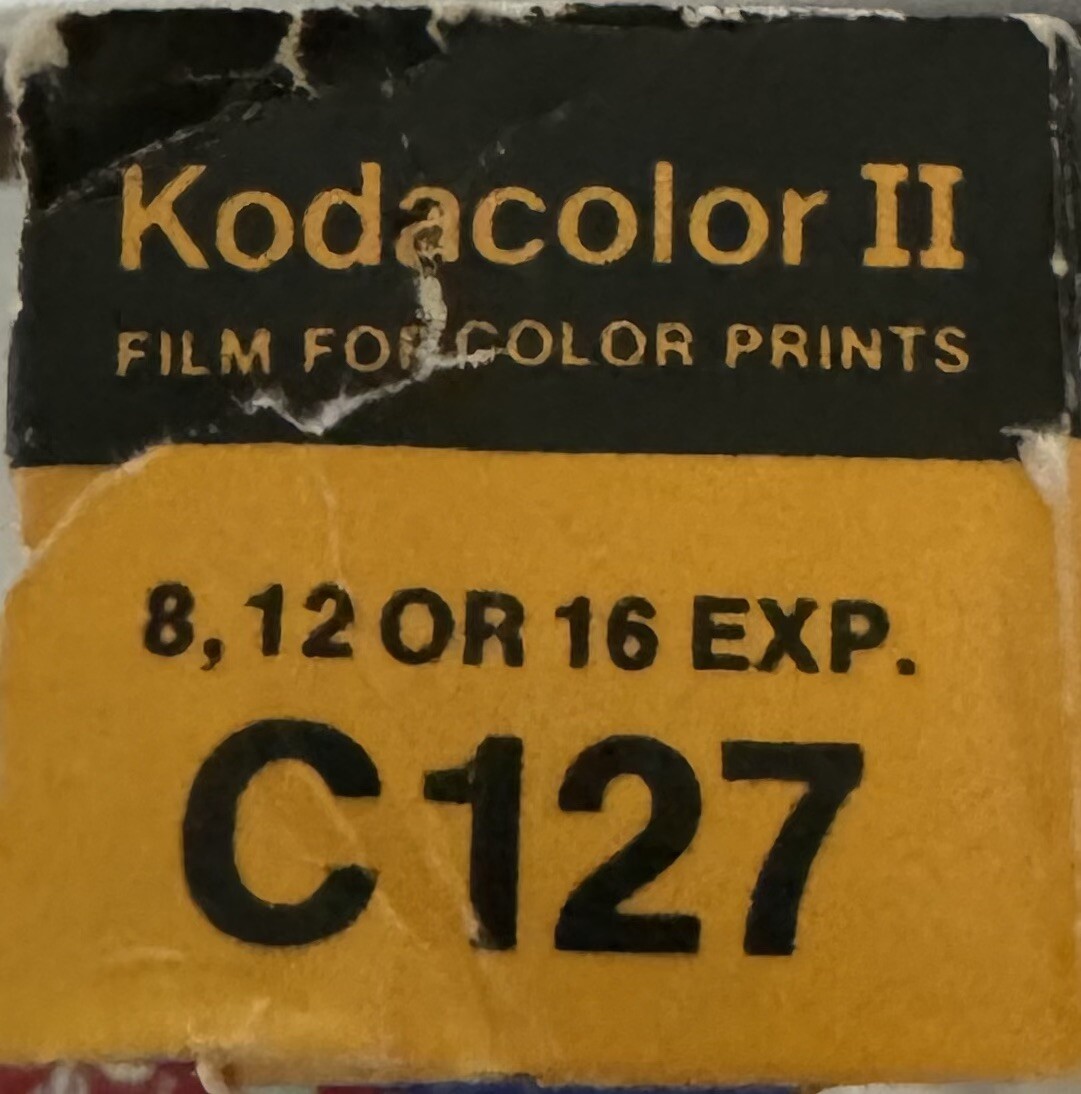 Kodacolor II
FILM FOR COLOR PRINTS
8, 12 OR 16 EXP.
C127